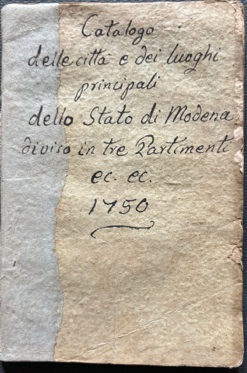 Catalogo
delle città e dei luoghi
principali
dello Stato di Modena
diviso in tre Partimenti
ec. ec.
1750